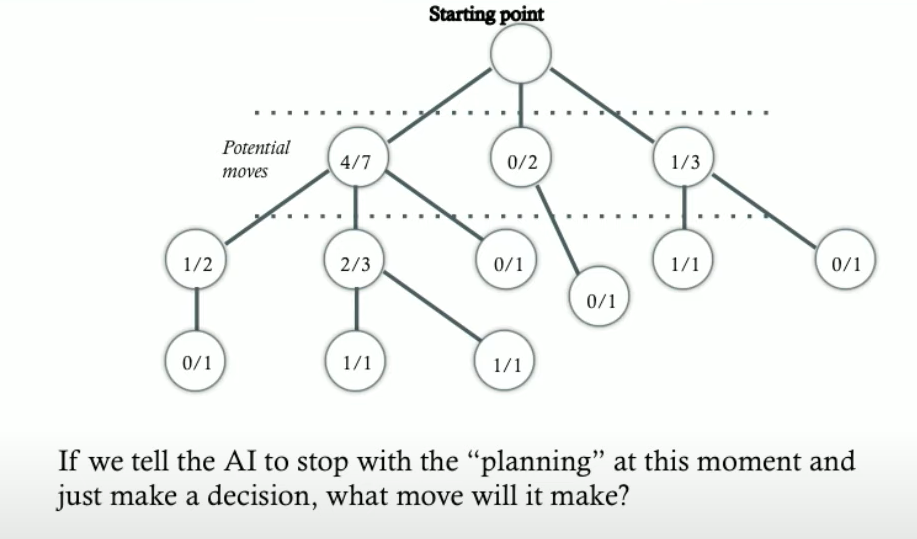 Starting point
Potential
moves
4/7
0/2
1/3
1/2
2/3
0/1
0/1
1/1
0/1
0/1
1/1
1/1
If we tell the AI to stop with the “planning” at this moment and
just make a decision, what move will it make?